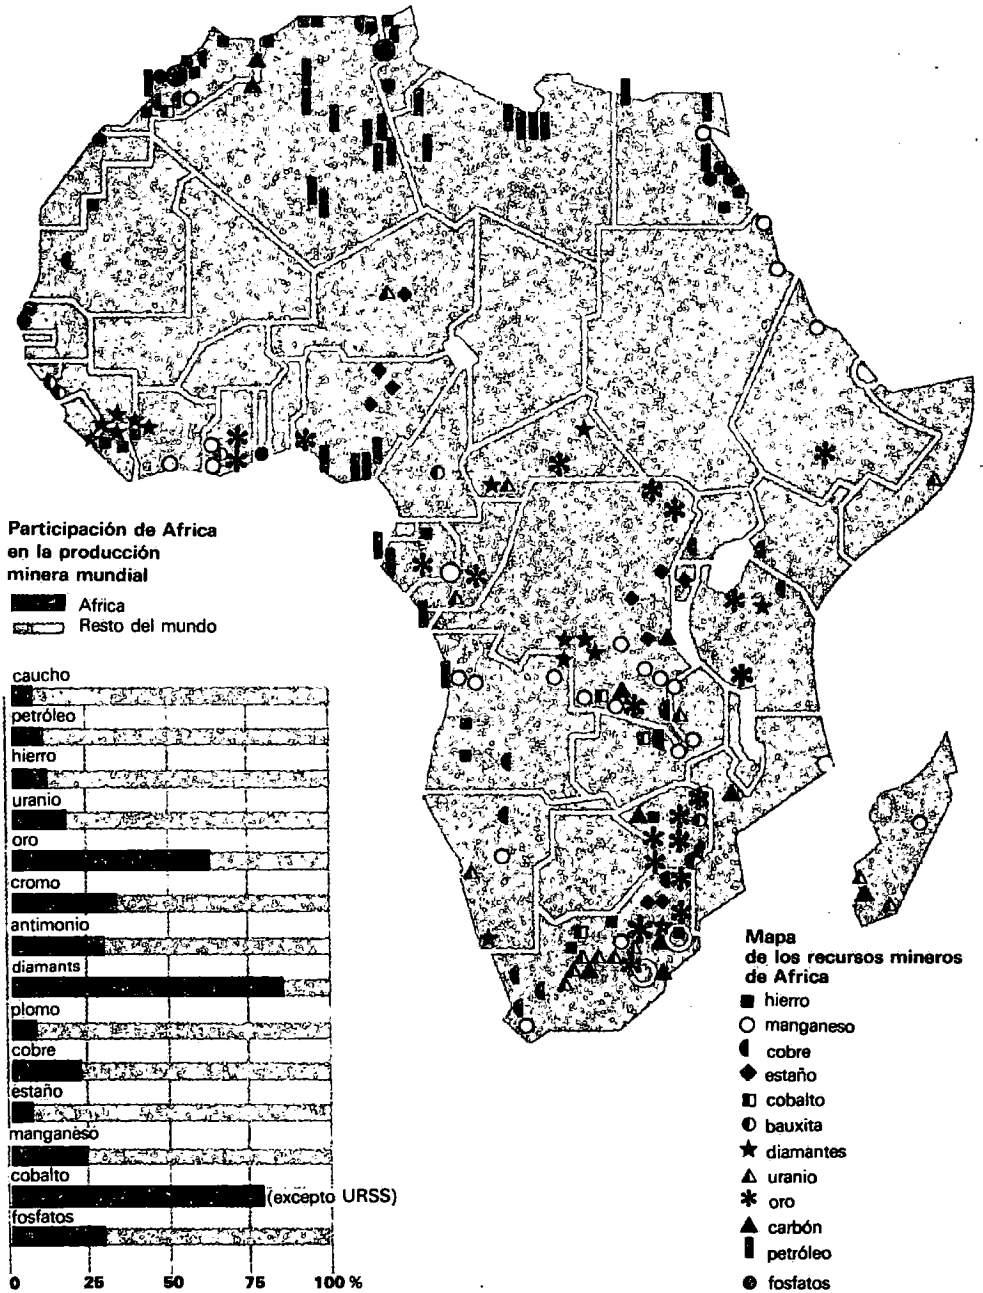 Participación de Africa
en la producción
minera mundial
Africa
Resto del mundo
caucho
petróleo
hierro
uranio
oro
cromo
antimonio
diamants
plomo
cobre
estaño
manganeso
cobalto
(excepto URSS)
fosfatos
0 25 50 75 100 %
Mapa
de los recursos mineros
de Africa
hierro
manganeso
cobre
estaño
cobalto
bauxita
diamantes
uranio
oro
carbón
petróleo
fosfatos